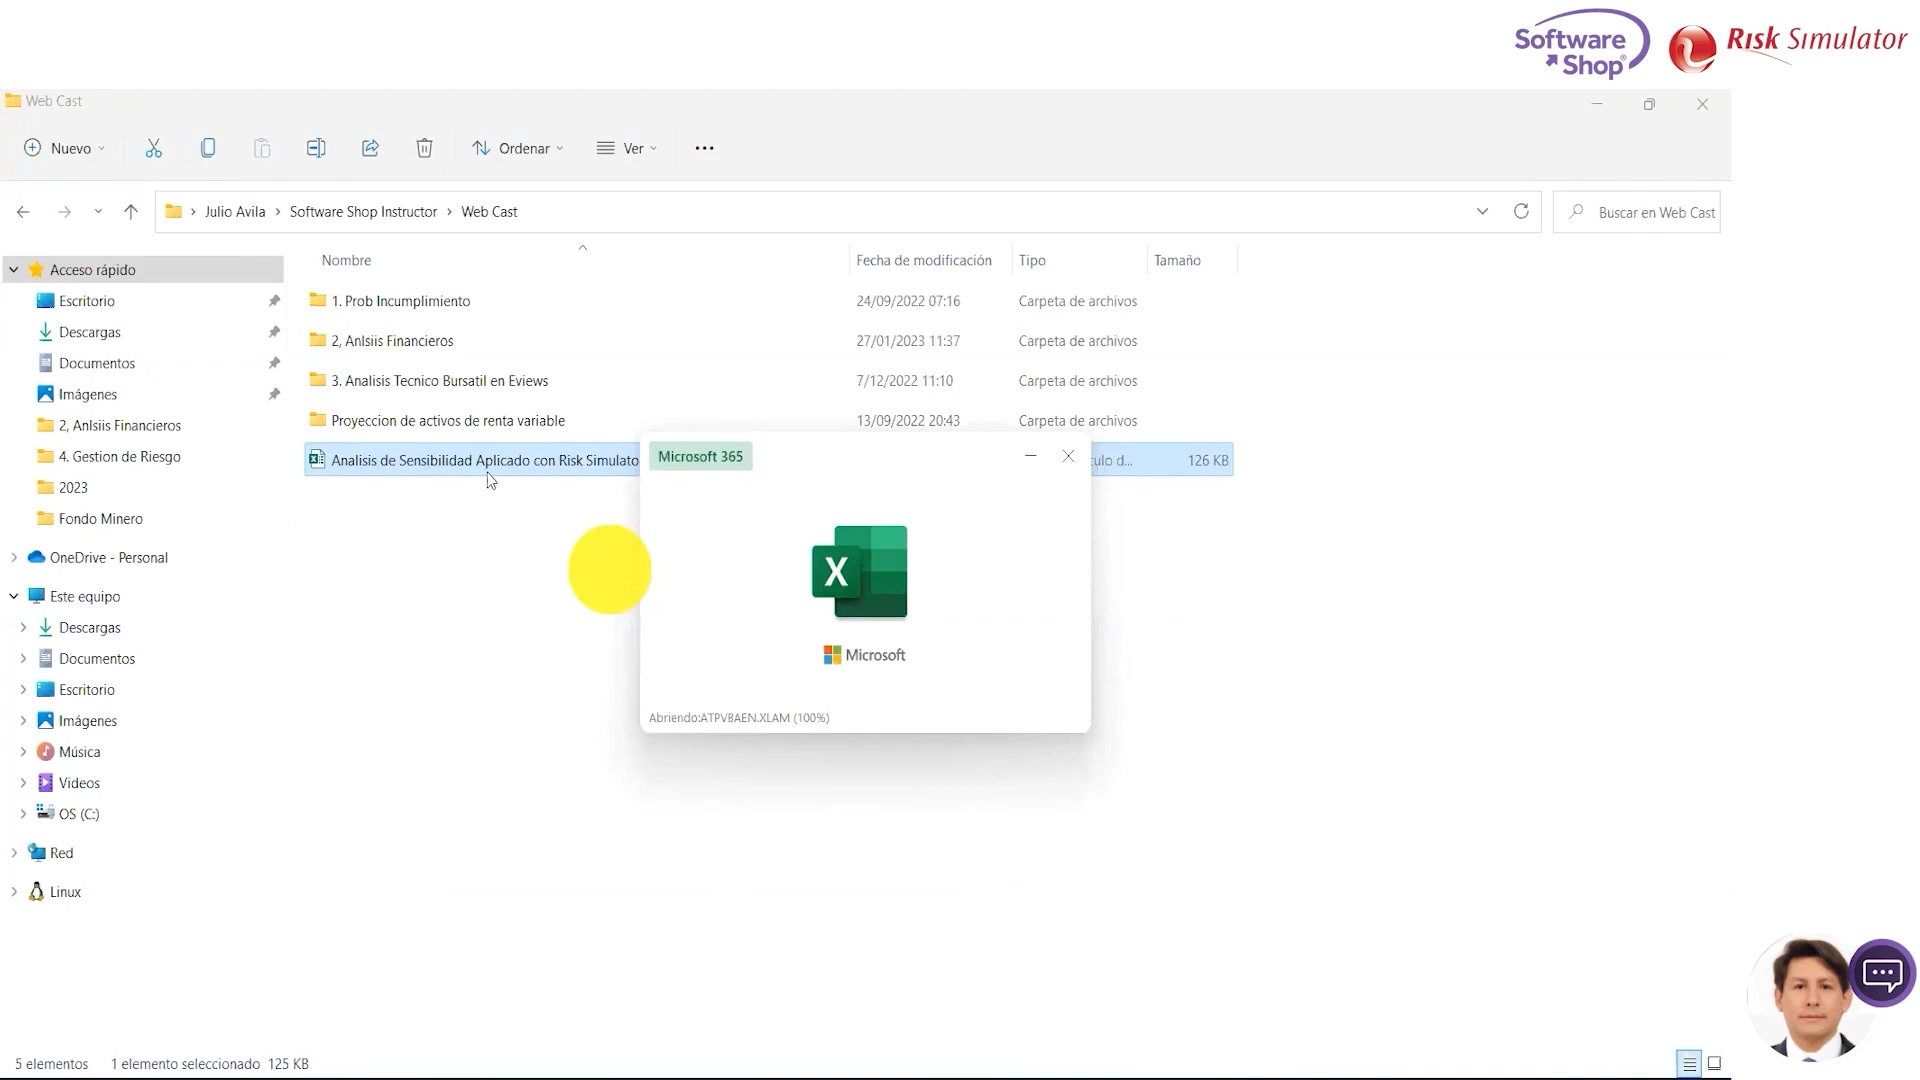 Software
Shop
Risk Simulator
Web Cast
Nuevo
Ordenar
Ver
Julio Avila
Software Shop Instructor
Web Cast
Buscar en Web Cast
Nombre
Fecha de modificación
Tipo
Tamaño
1. Prob Incumplimiento
24/09/2022 07:16
Carpeta de archivos
2, Anlsiis Financieros
27/01/2023 11:37
Carpeta de archivos
3. Analisis Tecnico Bursatil en Eviews
7/12/2022 11:10
Carpeta de archivos
Proyeccion de activos de renta variable
13/09/2022 20:43
Carpeta de archivos
Analisis de Sensibilidad Aplicado con Risk Simulato
culo d...
126 KB
Acceso rápido
Escritorio
Descargas
Documentos
Imágenes
2, Anlsiis Financieros
4. Gestion de Riesgo
2023
Fondo Minero
OneDrive - Personal
Este equipo
Descargas
Documentos
Escritorio
Imágenes
Música
Videos
OS (C:)
Red
Linux
Microsoft 365
X
Microsoft
Abriendo:ATPVBAEN.XLAM (100%)
5 elementos
1 elemento seleccionado 125 KB